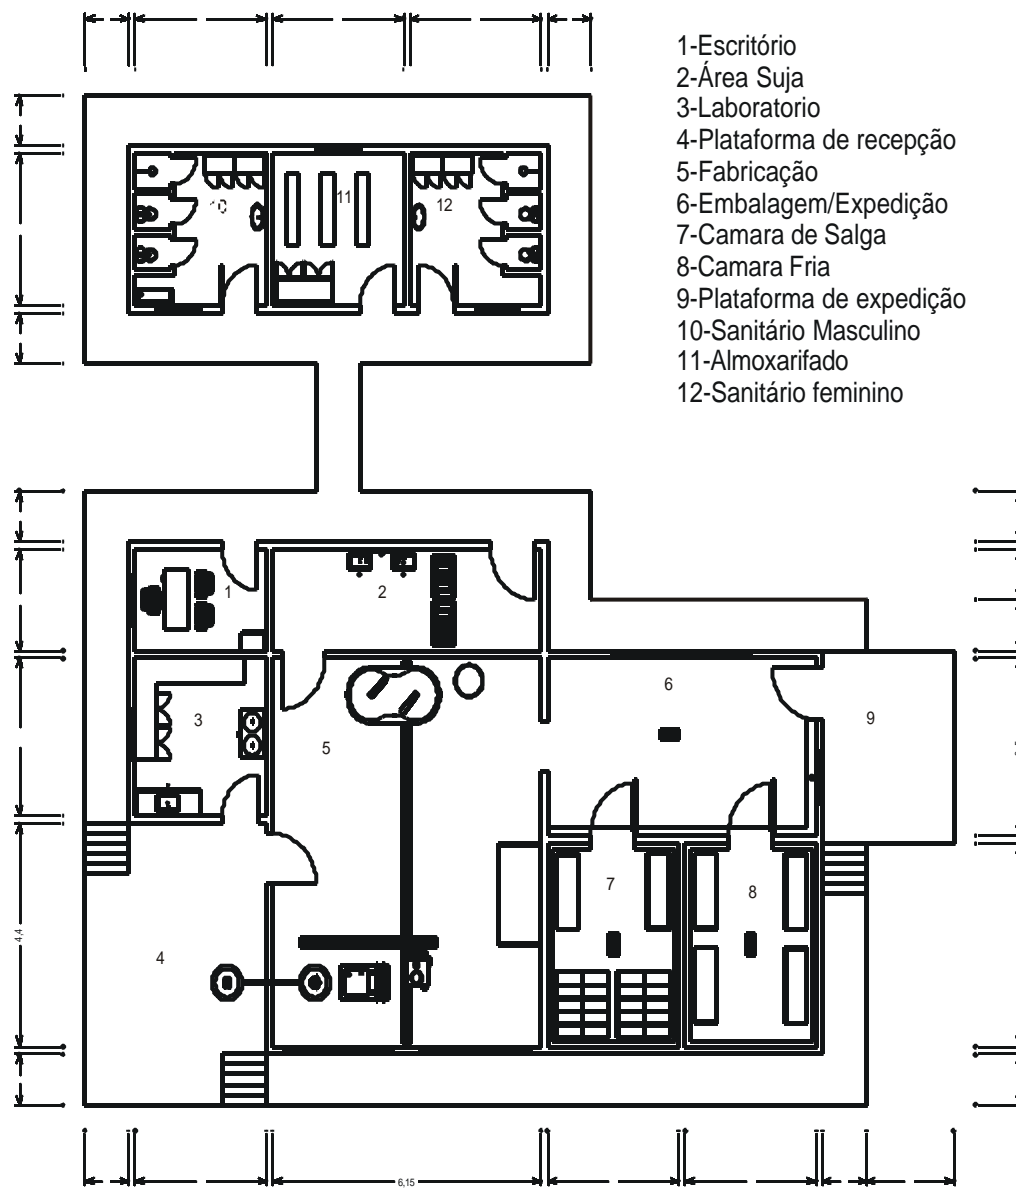 1-Escritório
2-Área Suja
3-Laboratorio
4-Plataforma de recepção
5-Fabricação
6-Embalagem/Expedição
7-Camara de Salga
8-Camara Fria
9-Plataforma de expedição
10-Sanitário Masculino
11-Almoxarifado
12-Sanitário feminino
10
11
12
1
2
6
3
9
5
7
8
4,4
4
6,15